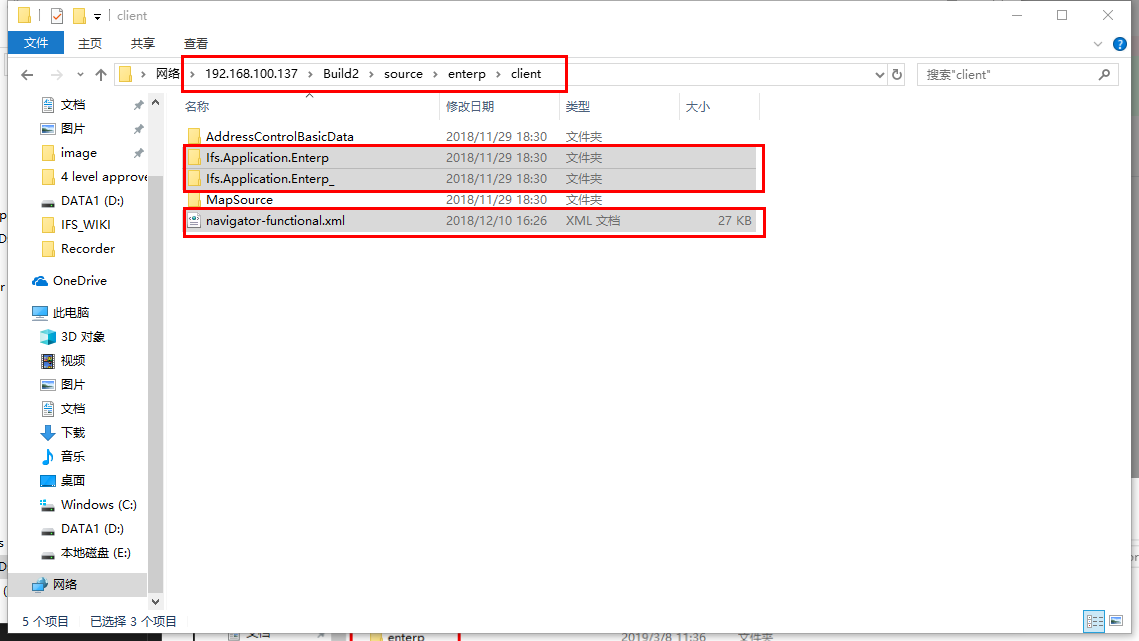 client
文件 主页 共享 查看
网络 192.168.100.137 Build2 source enterp client 搜索"client"
名称 修改日期 类型 大小
文档
图片
image
4 level approve
DATA1 (D:)
IFS_WIKI
Recorder
OneDrive
此电脑
3D 对象
视频
图片
文档
下载
音乐
桌面
Windows (C:)
DATA1 (D:)
本地磁盘 (E:)
网络
AddressControlBasicData 2018/11/29 18:30 文件夹
Ifs.Application.Enterp 2018/11/29 18:30 文件夹
Ifs.Application.Enterp_ 2018/11/29 18:30 文件夹
MapSource 2018/11/29 18:30 文件夹
navigator-functional.xml 2018/12/10 16:26 XML 文档 27 KB
5 个项目 已选择 3 个项目
enterp 2019/3/8 11:36 文件夹